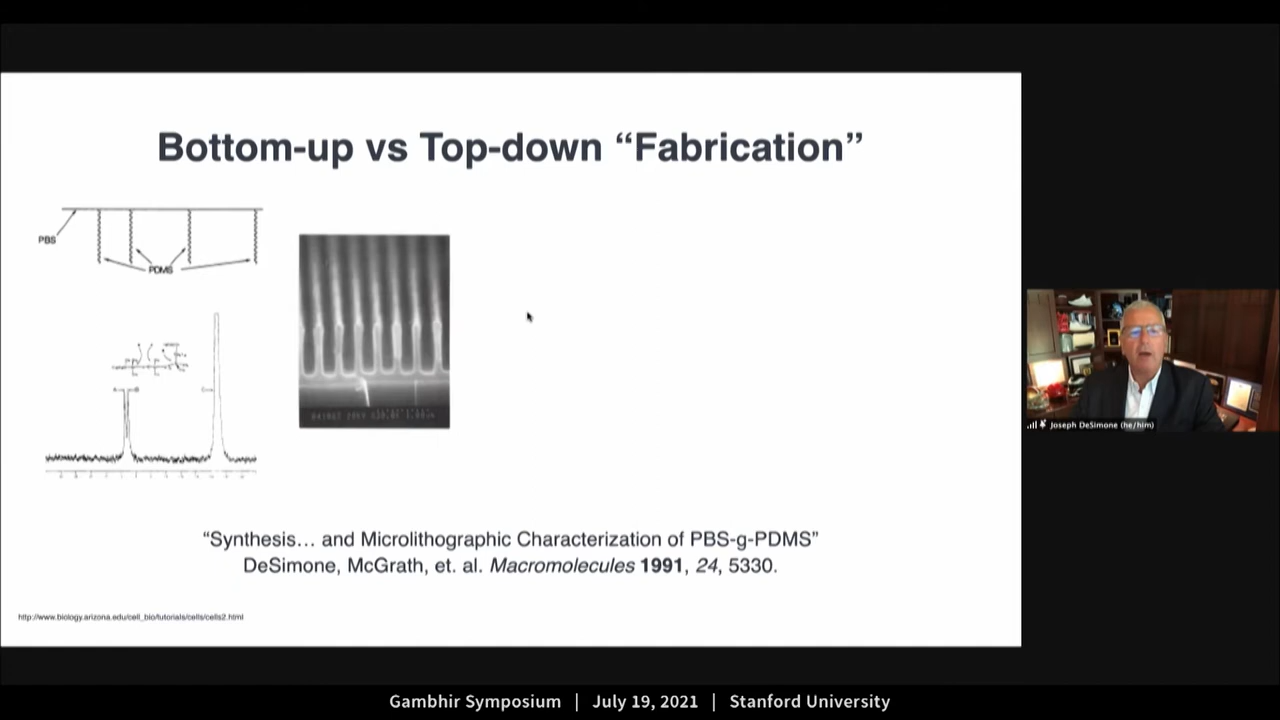 Bottom-up vs Top-down “Fabrication”
PBS
PDMS
“Synthesis… and Microlithographic Characterization of PBS-g-PDMS”
DeSimone, McGrath, et. al. Macromolecules 1991, 24, 5330.
http://www.biology.arizona.edu/cell_bio/tutorials/cells/cells2.html
Joseph DeSimone (he/him)
Gambhir Symposium | July 19, 2021 | Stanford University